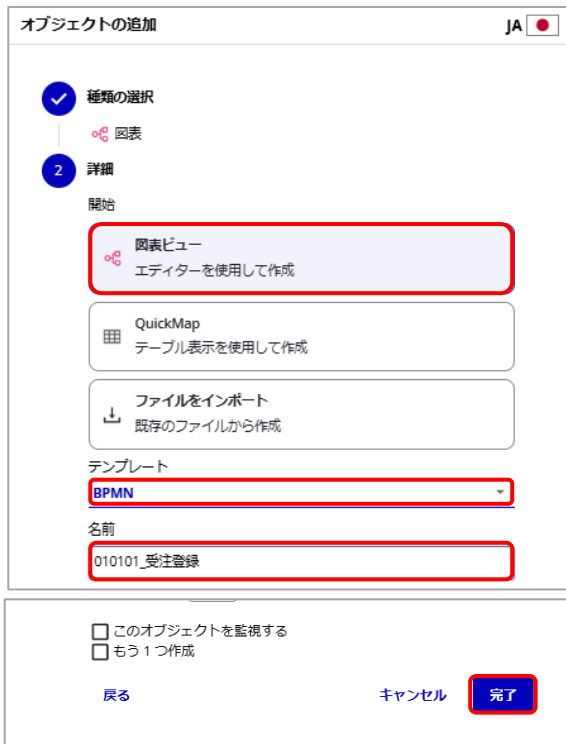 オブジェクトの追加
JA
種類の選択
図表
2
詳細
開始
図表ビュー
エディターを使用して作成
QuickMap
テーブル表示を使用して作成
ファイルをインポート
既存のファイルから作成
テンプレート
BPMN
名前
010101_受注登録
このオブジェクトを監視する
もう1つ作成
戻る
キャンセル
完了